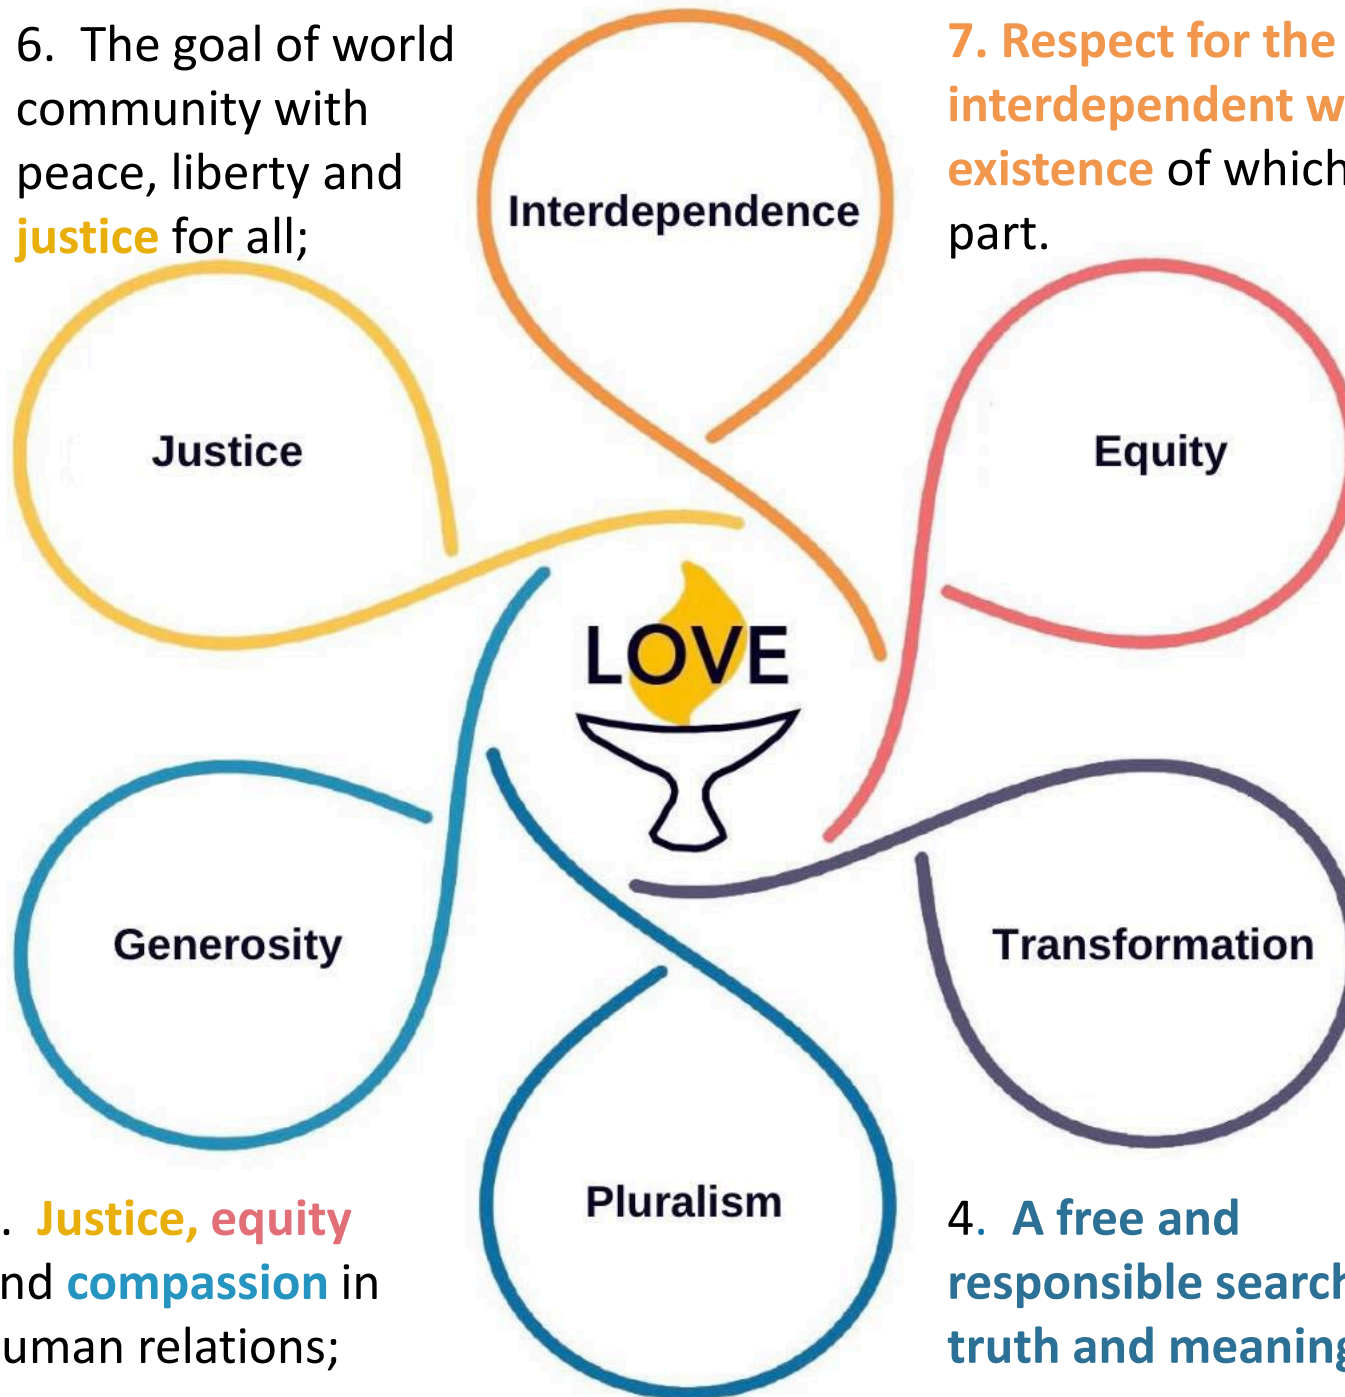 6. The goal of world
community with
peace, liberty and
justice for all;
7. Respect for the
interdependent
existence of which
part.
Interdependence
Justice
Equity
LOVE
Generosity
Transformation
Pluralism
. Justice, equity
nd compassion in
uman relations;
4. A free and
responsible search
truth and meaning